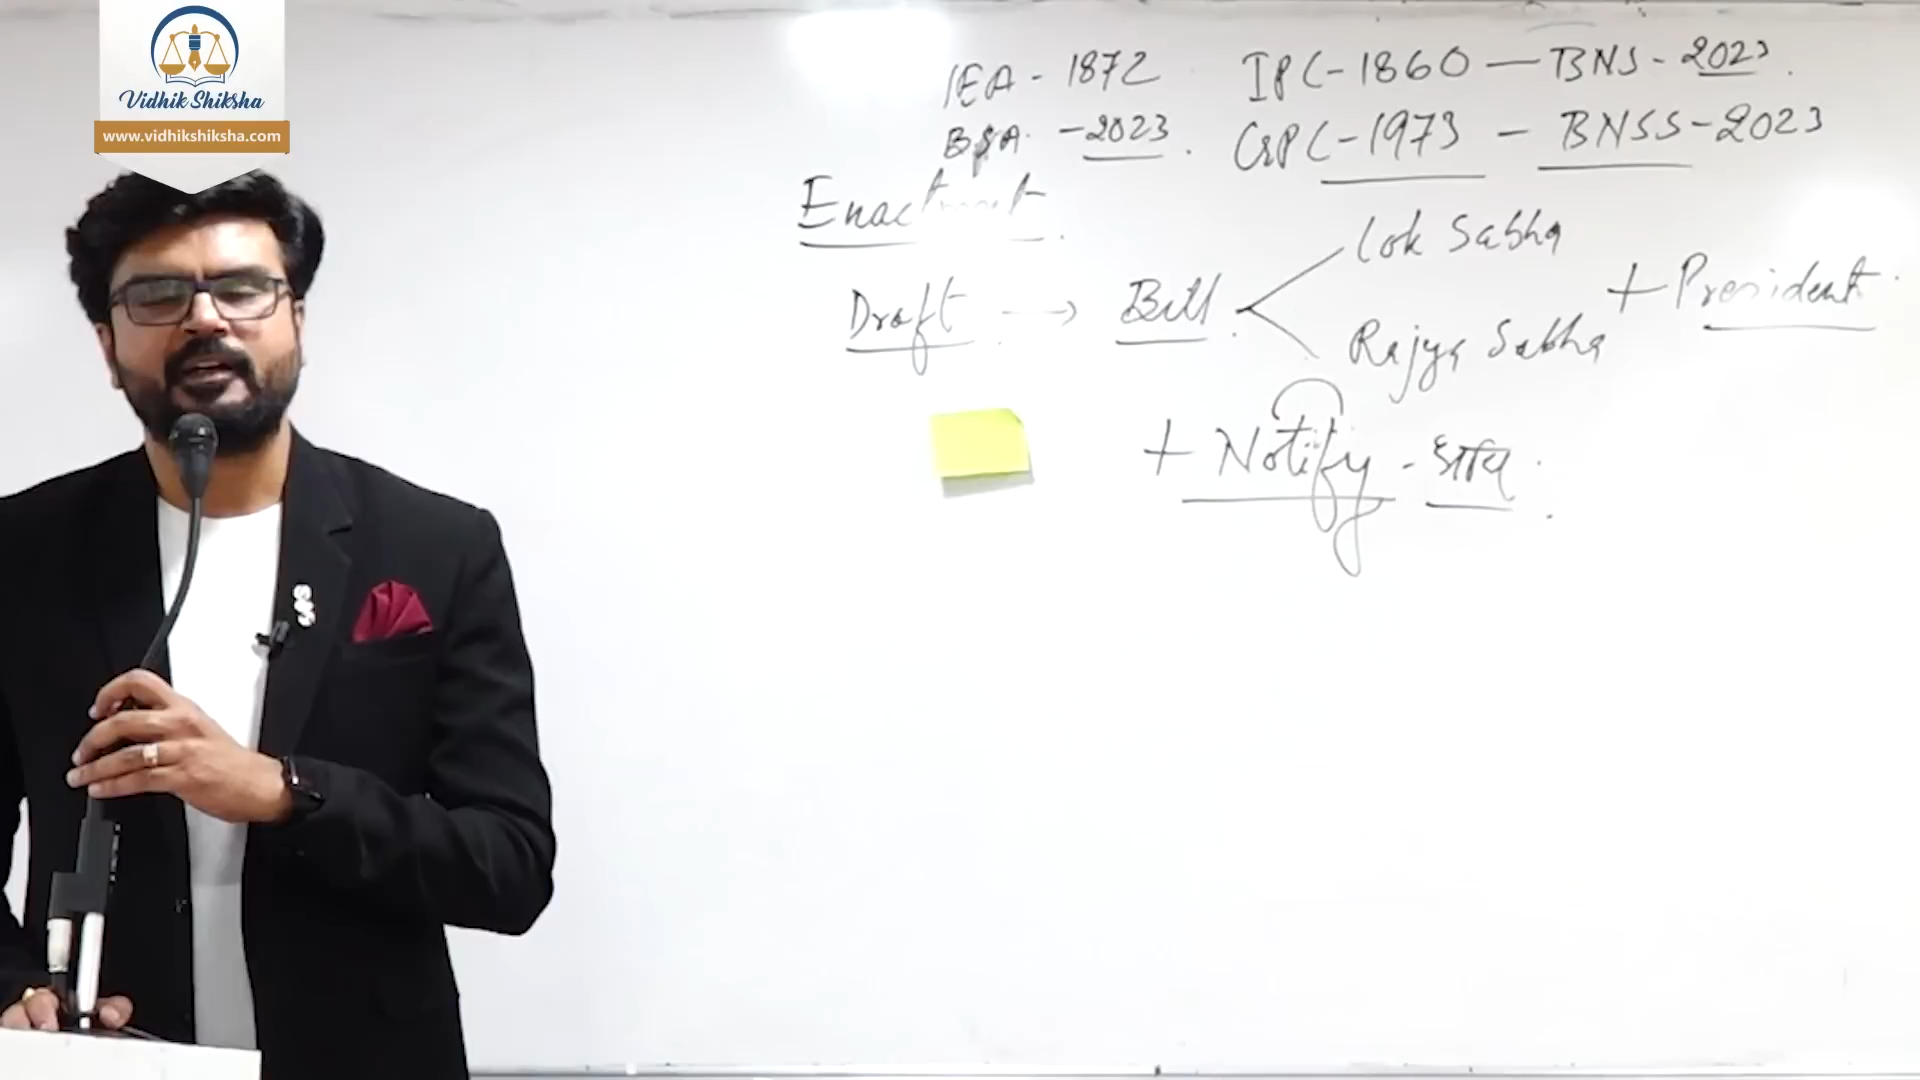 Vidhik Shiksha
www.vidhikshiksha.com
IEA - 1872
BSA - 2023.
IPC - 1860 — BNS - 2023.
CrPC - 1973 - BNSS - 2023
Enactment.
Draft → Bill.
Lok Sabha
Rajya Sabha
+ President.
+ Notify -